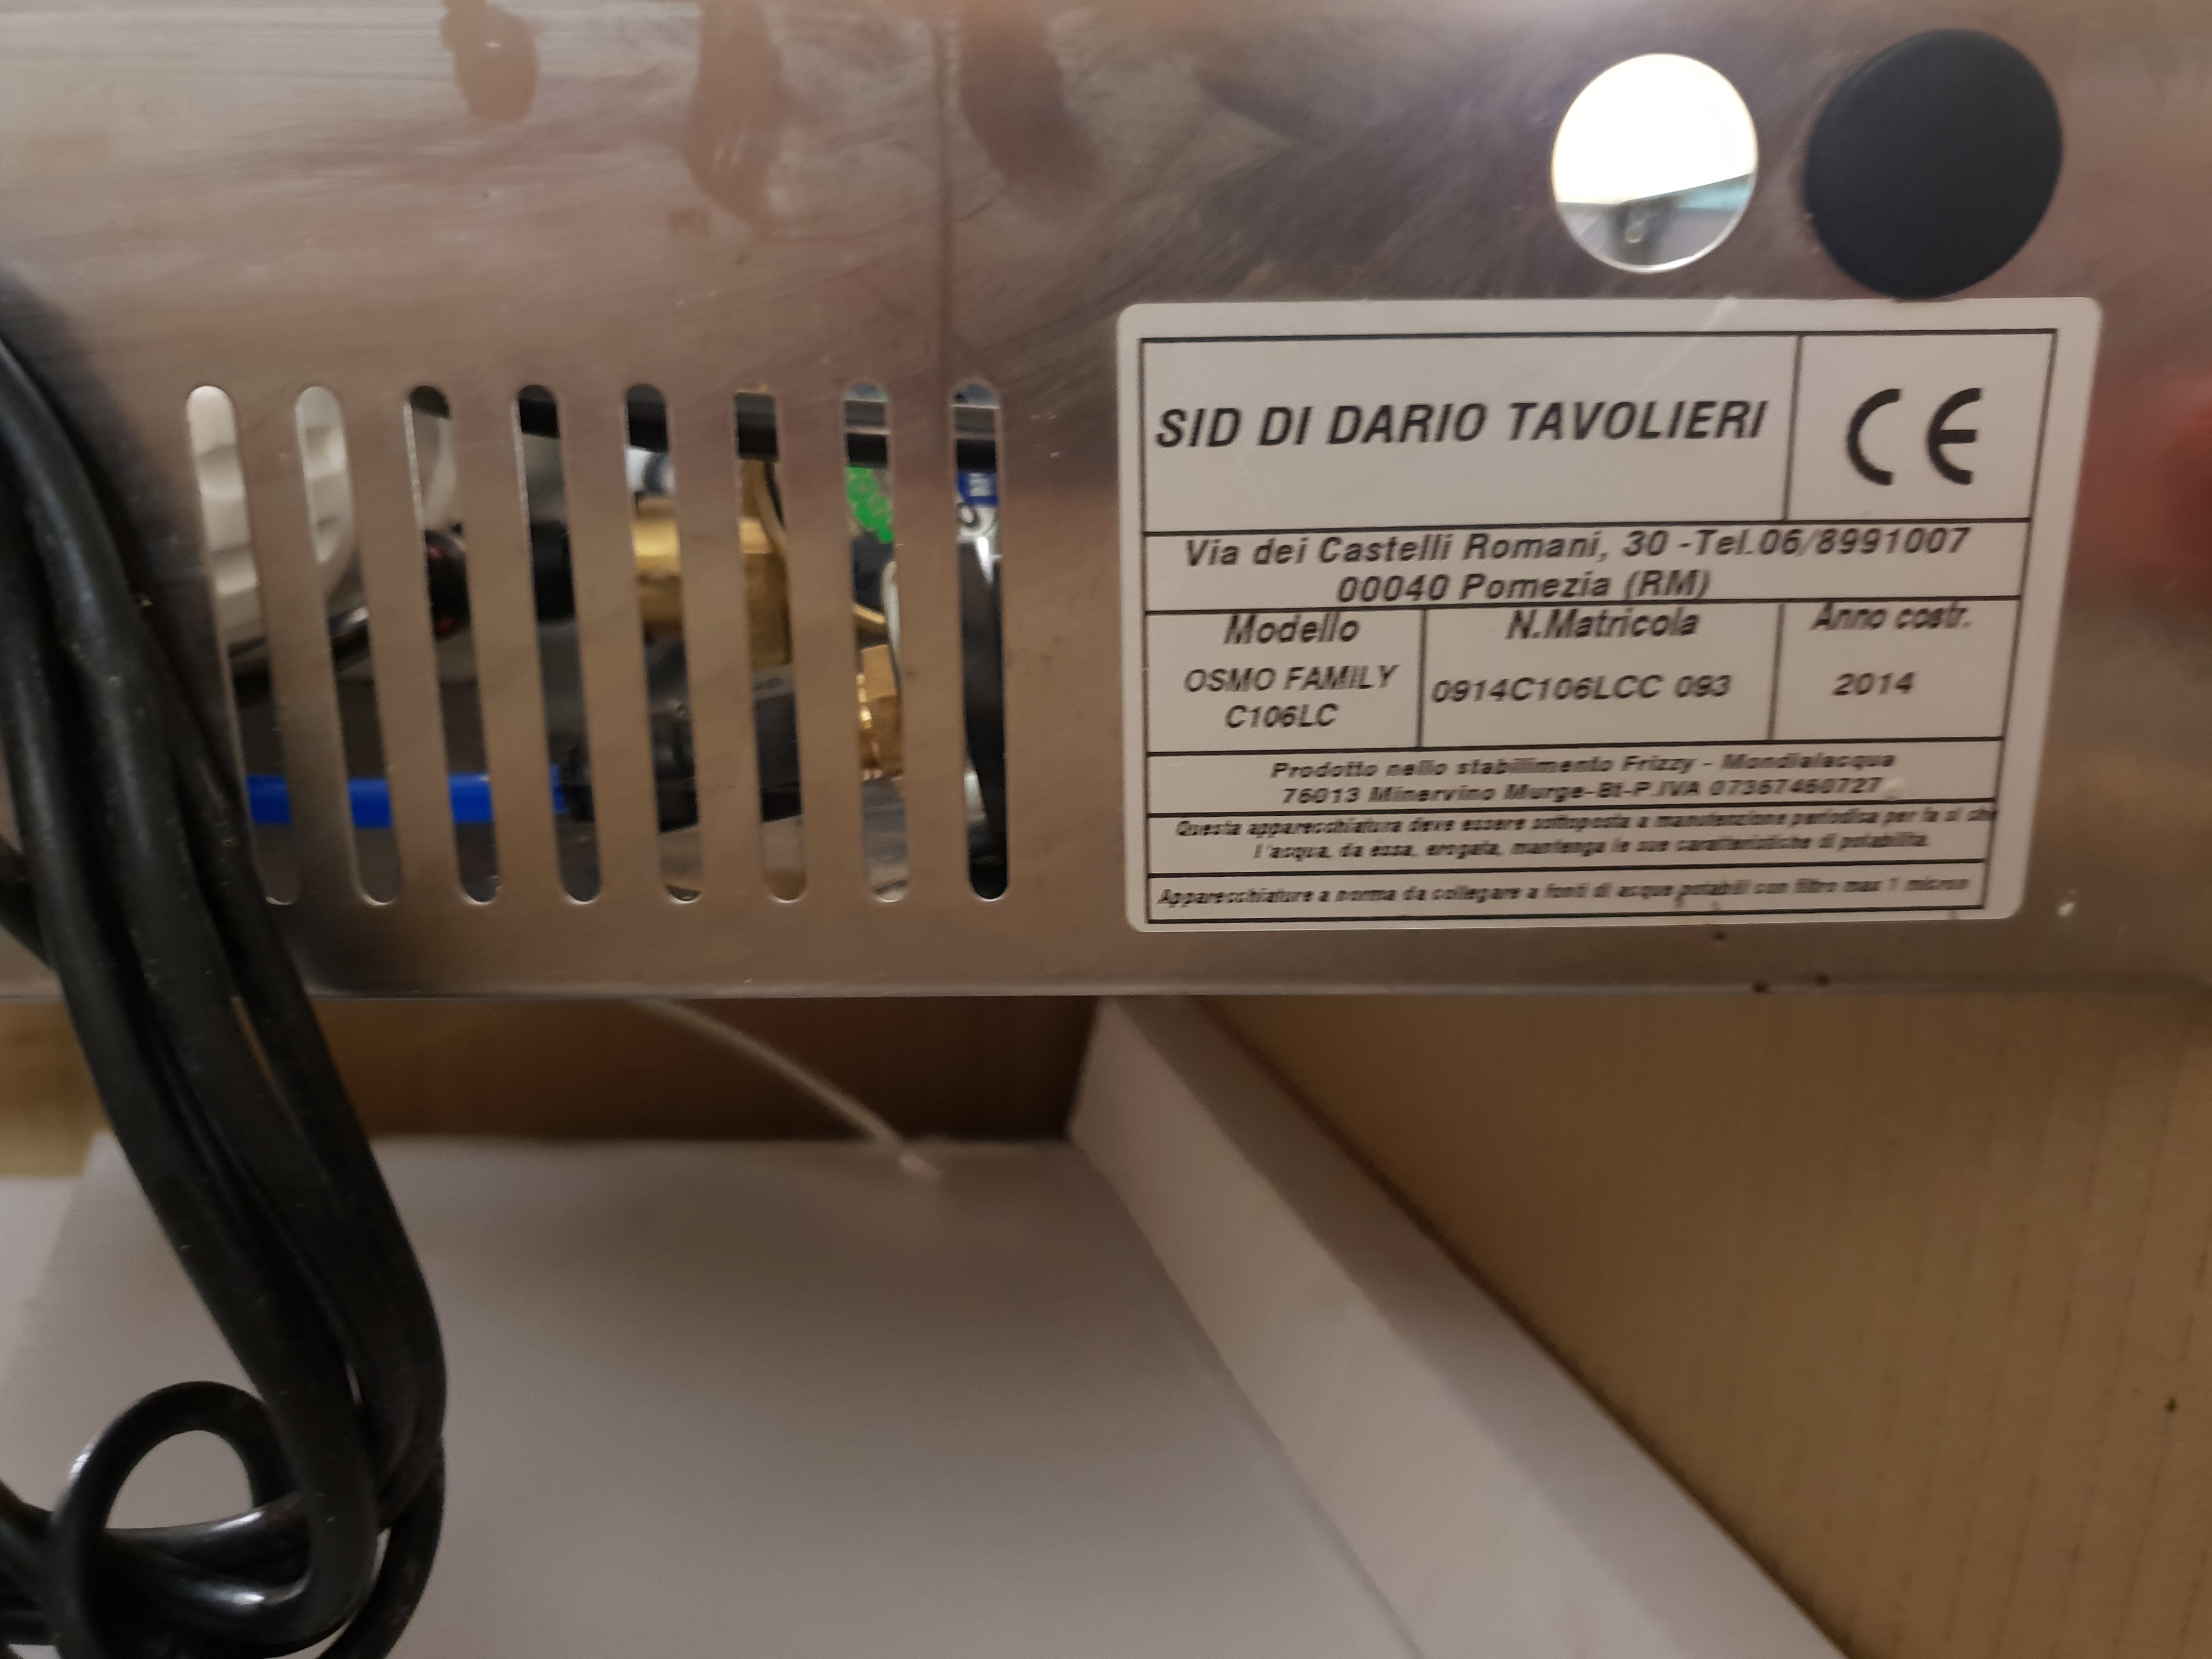 SID DI DARIO TAVOLIERI
CE
Via dei Castelli Romani, 30 -Tel.06/8991007
00040 Pomezia (RM)
Modello
N.Matricola
Anno costr.
OSMO FAMILY
C106LC
0914C106LCC 093
2014
Prodotto nello stabilimento Frizzy - Mondialacqua
76013 Minervino Murge-Bt-P.IVA 07367460727
Questa apparecchiatura deve essere sottoposta a manutenzione periodica per fa si che
l'acqua, da essa, erogata, mantenga le sue caratteristiche di potabilita.
Apparecchiature a norma da collegare a fonti di acque potabili con filtro max 1 micron